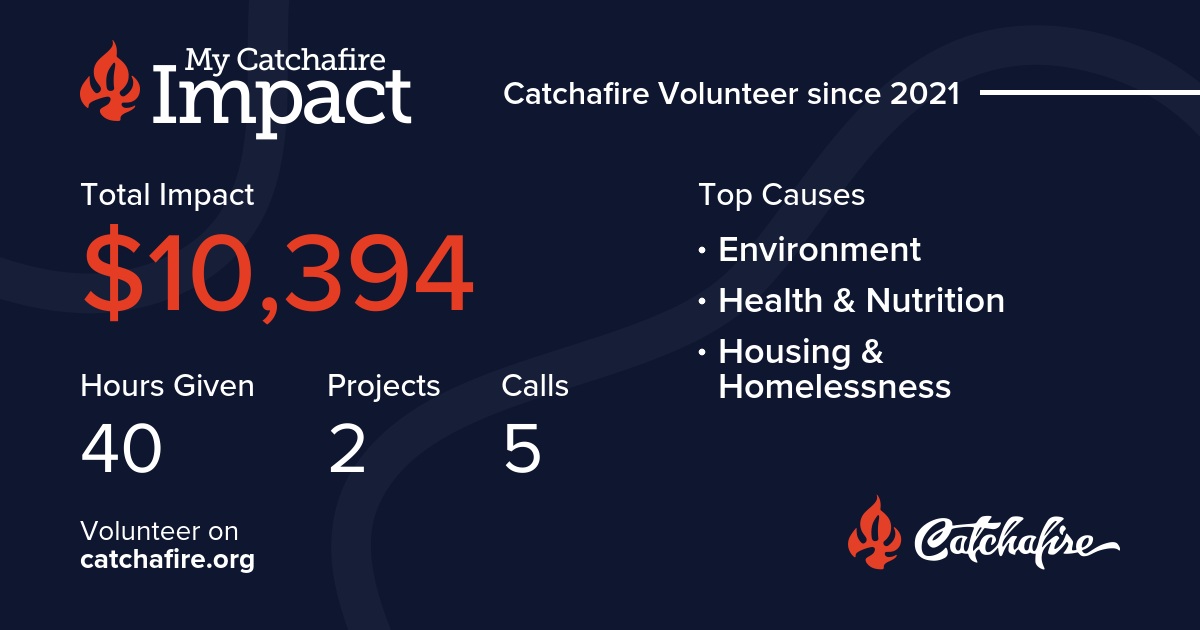 My Catchafire
Impact
Catchafire Volunteer since 2021
Total Impact
$10,394
Hours Given
40
Projects
2
Calls
5
Top Causes
• Environment
• Health & Nutrition
• Housing &
Homelessness
Volunteer on
catchafire.org
Catchafire